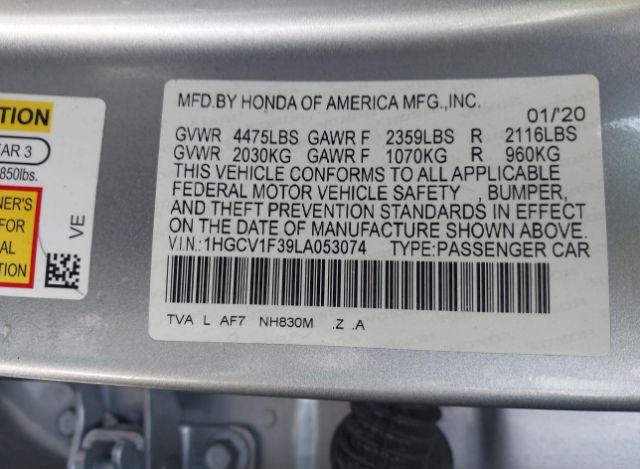 MFD.BY HONDA OF AMERICA MFG.,INC.
01/'20
GVWR 4475LBS GAWR F 2359LBS R 2116LBS
GVWR 2030KG GAWR F 1070KG R 960KG
THIS VEHICLE CONFORMS TO ALL APPLICABLE
FEDERAL MOTOR VEHICLE SAFETY , BUMPER,
AND THEFT PREVENTION STANDARDS IN EFFECT
ON THE DATE OF MANUFACTURE SHOWN ABOVE.
V.I.N.:1HGCV1F39LA053074 TYPE:PASSENGER CAR
TVA L AF7 NH830M .Z .A
TION
AR 3
850lbs.
NER'S
FOR
AL
ION
VE